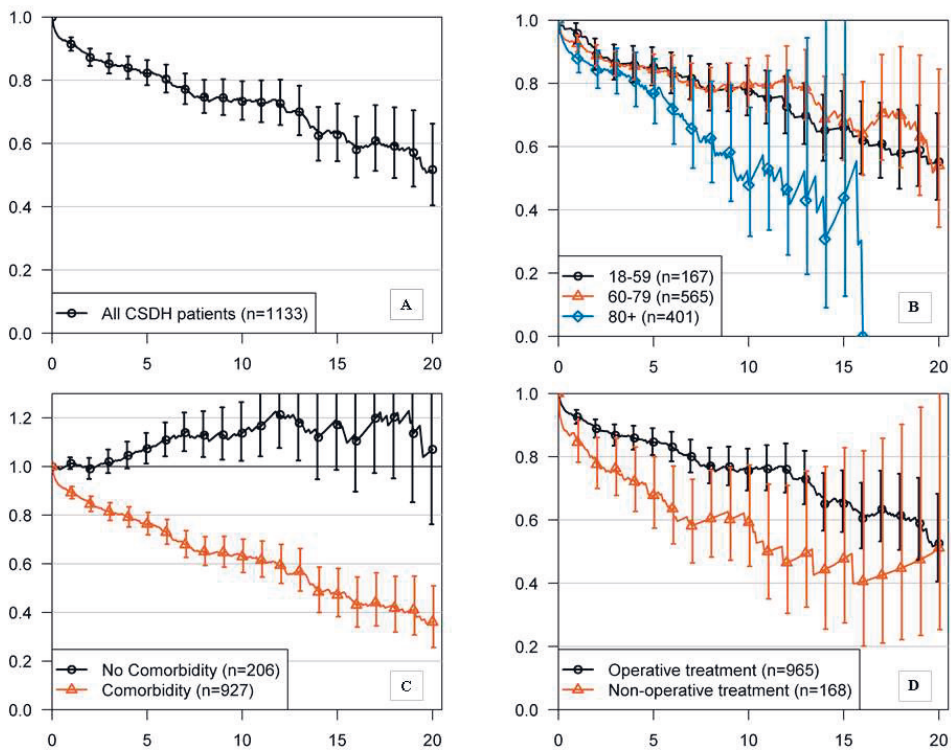 1.0
0.8
0.6
0.4
0.2
0.0
All CSDH patients (n=1133)
A
0 5 10 15 20
1.0
0.8
0.6
0.4
0.2
0.0
18-59 (n=167)
60-79 (n=565)
80+ (n=401)
B
0 5 10 15 20
1.2
1.0
0.8
0.6
0.4
0.2
0.0
No Comorbidity (n=206)
Comorbidity (n=927)
C
0 5 10 15 20
1.0
0.8
0.6
0.4
0.2
0.0
Operative treatment (n=965)
Non-operative treatment (n=168)
D
0 5 10 15 20